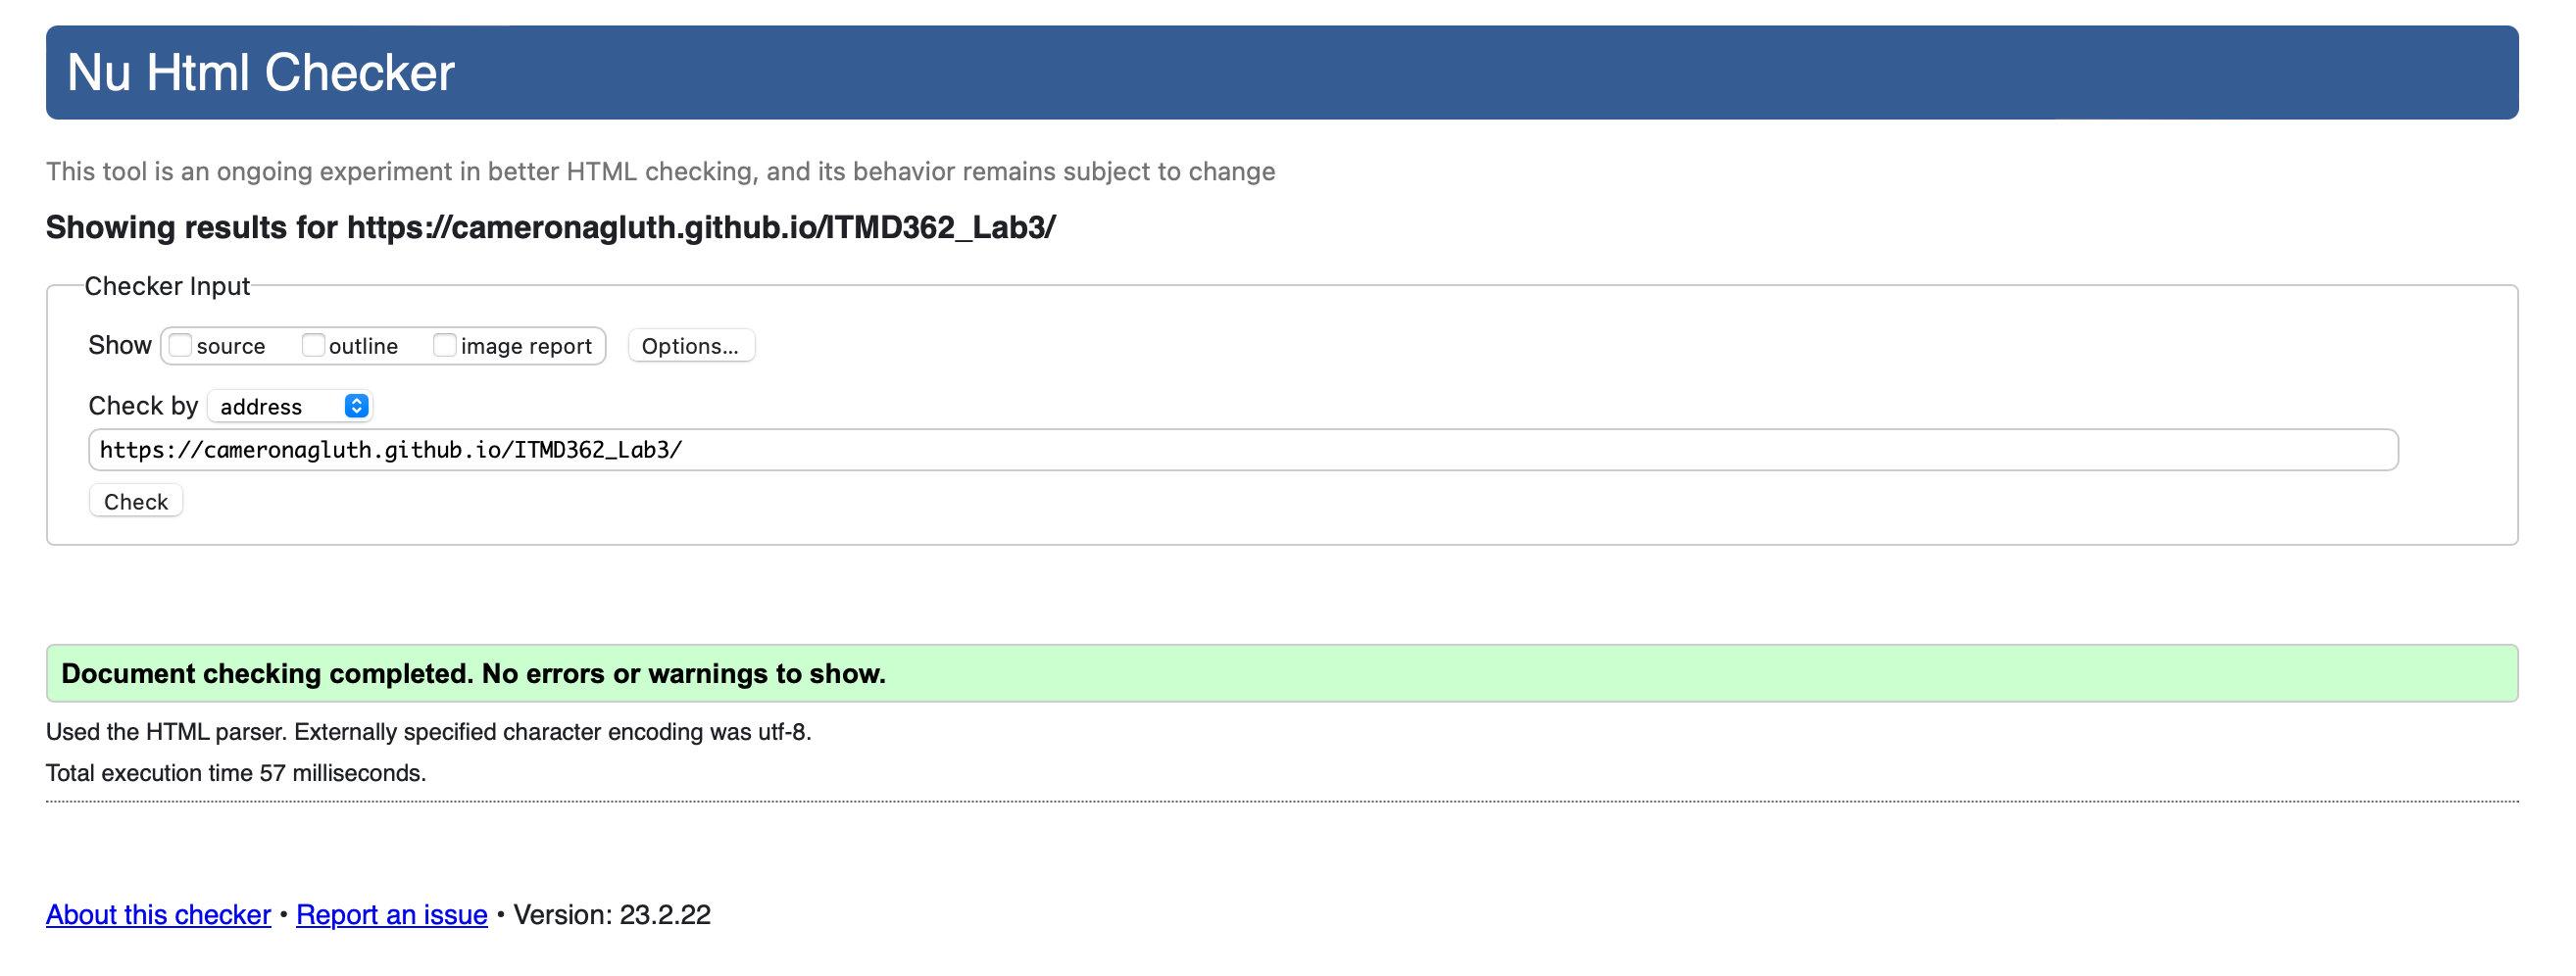 Nu Html Checker
This tool is an ongoing experiment in better HTML checking, and its behavior remains subject to change
Showing results for https://cameronagluth.github.io/ITMD362_Lab3/
Checker Input
Show source outline image report Options...
Check by address
https://cameronagluth.github.io/ITMD362_Lab3/
Check
Document checking completed. No errors or warnings to show.
Used the HTML parser. Externally specified character encoding was utf-8.
Total execution time 57 milliseconds.
About this checker • Report an issue • Version: 23.2.22